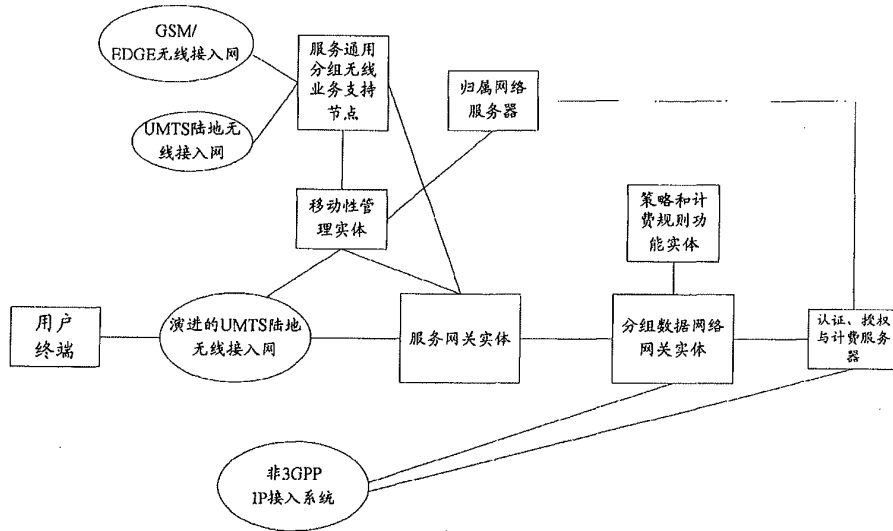 GSM/
EDGE无线接入网
UMTS陆地无
线接入网
服务通用
分组无线
业务支持
节点
归属网络
服务器
移动性管
理实体
策略和计
费规则功
能实体
用户
终端
演进的UMTS陆地
无线接入网
服务网关实体
分组数据网络
网关实体
认证、授权
与计费服务
器
非3GPP
IP接入系统